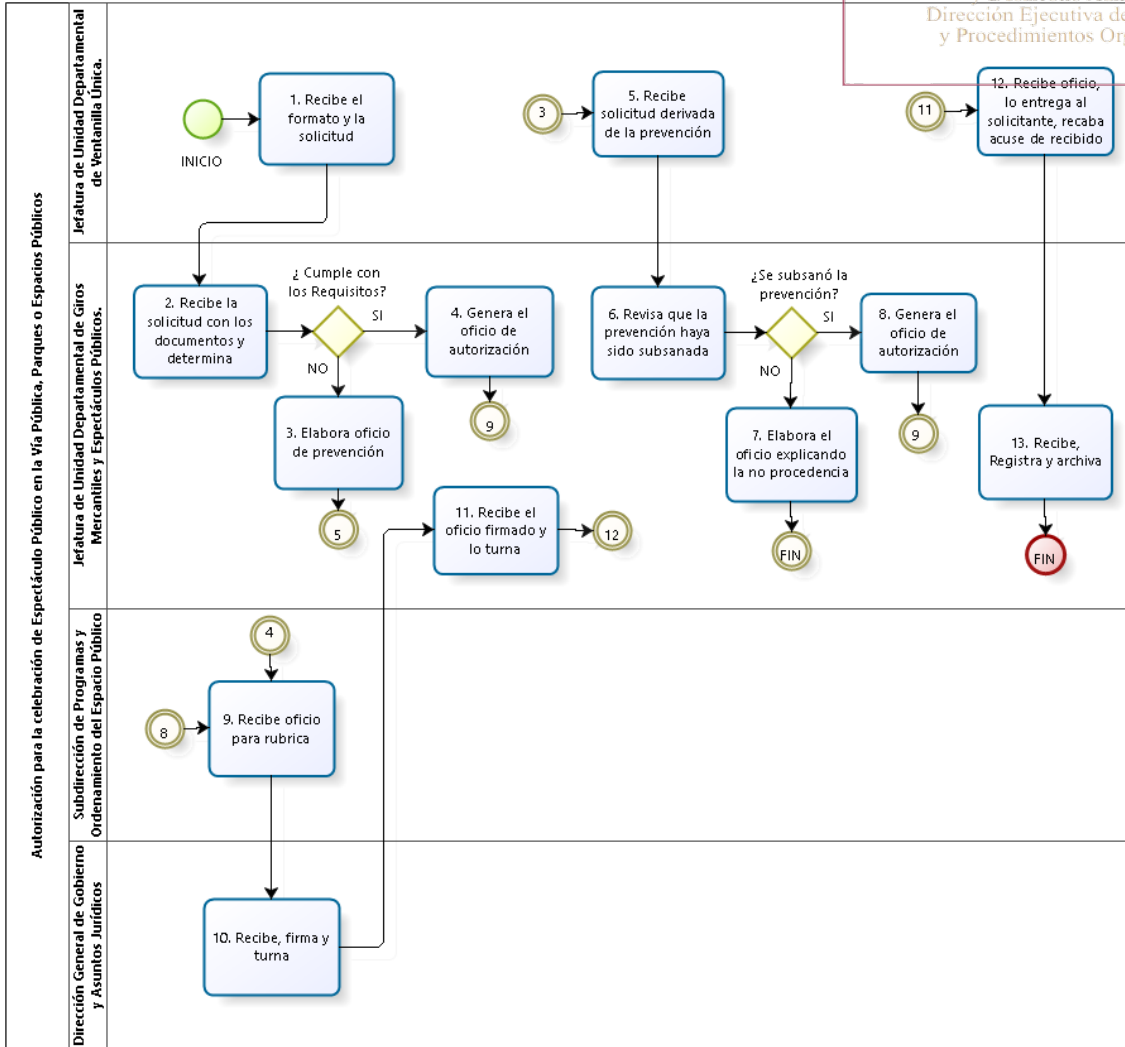 Dirección Ejecutiva de
y Procedimientos Org
Autorización para la celebración de Espectáculo Público en la Vía Pública, Parques o Espacios Públicos
Jefatura de Unidad Departamental
de Ventanilla Única.
INICIO
1. Recibe el
formato y la
solicitud
3
5. Recibe
solicitud derivada
de la prevención
11
12. Recibe oficio,
lo entrega al
solicitante, recaba
acuse de recibido
Jefatura de Unidad Departamental de Giros
Mercantiles y Espectáculos Públicos.
2. Recibe la
solicitud con los
documentos y
determina
¿ Cumple con
los Requisitos?
SI
NO
4. Genera el
oficio de
autorización
9
3. Elabora oficio
de prevención
5
6. Revisa que la
prevención haya
sido subsanada
¿Se subsanó la
prevención?
SI
NO
8. Genera el
oficio de
autorización
9
7. Elabora el
oficio explicando
la no procedencia
FIN
11. Recibe el
oficio firmado y
lo turna
12
13. Recibe,
Registra y archiva
FIN
Subdirección de Programas y
Ordenamiento del Espacio Público
4
8
9. Recibe oficio
para rubrica
Dirección General de Gobierno
y Asuntos Jurídicos
10. Recibe, firma y
turna